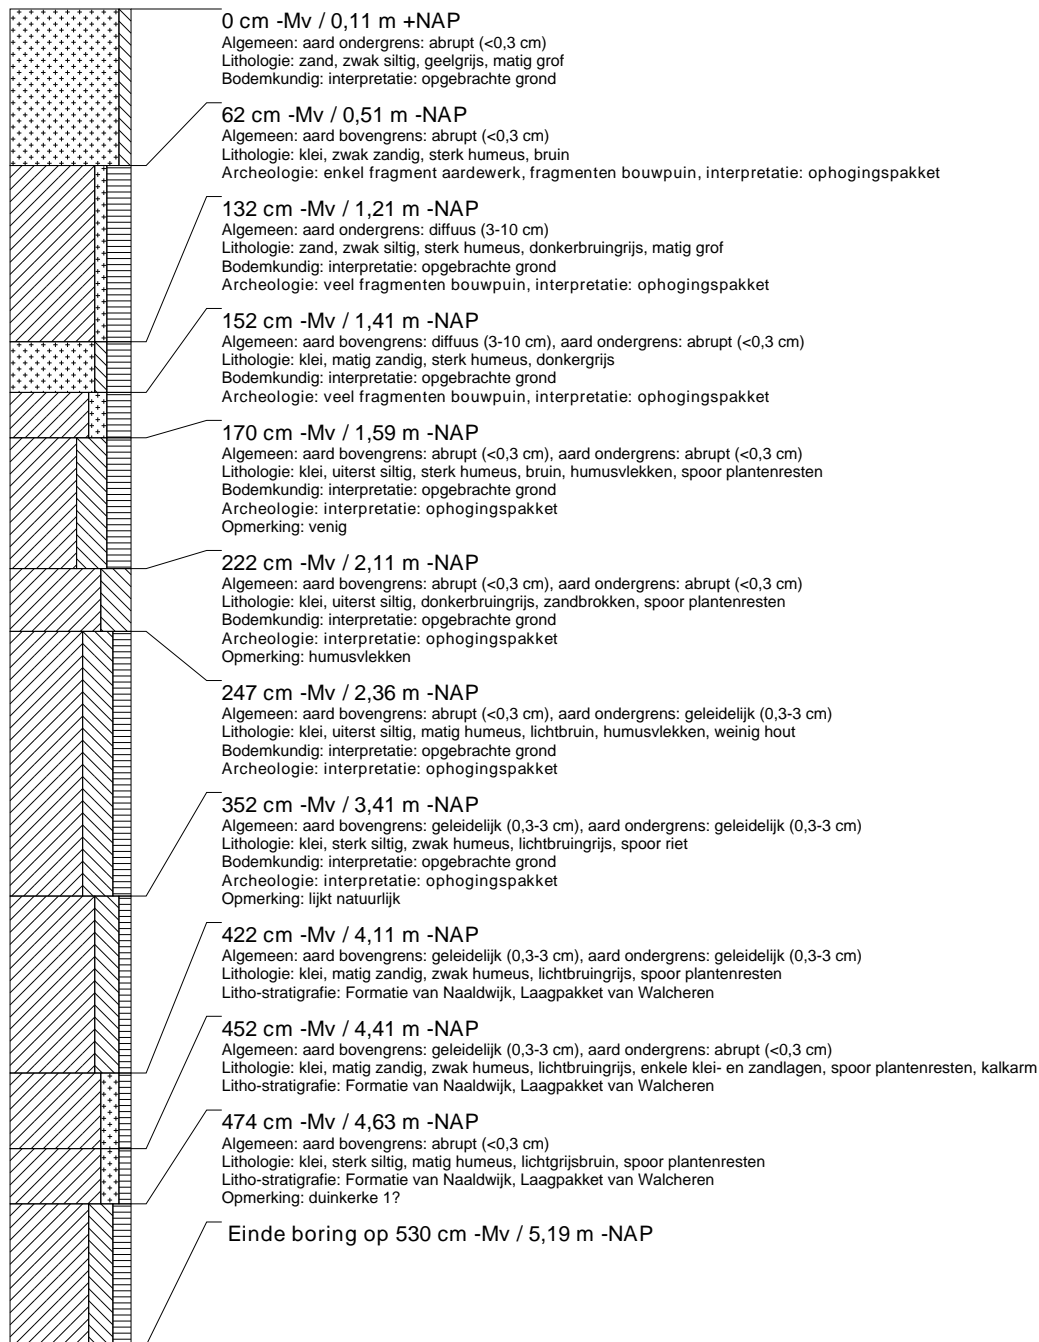 0 cm -Mv / 0,11 m +NAP
Algemeen: aard ondergrens: abrupt (<0,3 cm)
Lithologie: zand, zwak siltig, geelgrijs, matig grof
Bodemkundig: interpretatie: opgebrachte grond
62 cm -Mv / 0,51 m -NAP
Algemeen: aard bovengrens: abrupt (<0,3 cm)
Lithologie: klei, zwak zandig, sterk humeus, bruin
Archeologie: enkel fragment aardewerk, fragmenten bouwpuin, interpretatie: ophogingspakket
132 cm -Mv / 1,21 m -NAP
Algemeen: aard ondergrens: diffuus (3-10 cm)
Lithologie: zand, zwak siltig, sterk humeus, donkerbruingrijs, matig grof
Bodemkundig: interpretatie: opgebrachte grond
Archeologie: veel fragmenten bouwpuin, interpretatie: ophogingspakket
152 cm -Mv / 1,41 m -NAP
Algemeen: aard bovengrens: diffuus (3-10 cm), aard ondergrens: abrupt (<0,3 cm)
Lithologie: klei, matig zandig, sterk humeus, donkergrijs
Bodemkundig: interpretatie: opgebrachte grond
Archeologie: veel fragmenten bouwpuin, interpretatie: ophogingspakket
170 cm -Mv / 1,59 m -NAP
Algemeen: aard bovengrens: abrupt (<0,3 cm), aard ondergrens: abrupt (<0,3 cm)
Lithologie: klei, uiterst siltig, sterk humeus, bruin, humusvlekken, spoor plantenresten
Bodemkundig: interpretatie: opgebrachte grond
Archeologie: interpretatie: ophogingspakket
Opmerking: venig
222 cm -Mv / 2,11 m -NAP
Algemeen: aard bovengrens: abrupt (<0,3 cm), aard ondergrens: abrupt (<0,3 cm)
Lithologie: klei, uiterst siltig, donkerbruingrijs, zandbrokken, spoor plantenresten
Bodemkundig: interpretatie: opgebrachte grond
Archeologie: interpretatie: ophogingspakket
Opmerking: humusvlekken
247 cm -Mv / 2,36 m -NAP
Algemeen: aard bovengrens: abrupt (<0,3 cm), aard ondergrens: geleidelijk (0,3-3 cm)
Lithologie: klei, uiterst siltig, matig humeus, lichtbruin, humusvlekken, weinig hout
Bodemkundig: interpretatie: opgebrachte grond
Archeologie: interpretatie: ophogingspakket
352 cm -Mv / 3,41 m -NAP
Algemeen: aard bovengrens: geleidelijk (0,3-3 cm), aard ondergrens: geleidelijk (0,3-3 cm)
Lithologie: klei, sterk siltig, zwak humeus, lichtbruingrijs, spoor riet
Bodemkundig: interpretatie: opgebrachte grond
Archeologie: interpretatie: ophogingspakket
Opmerking: lijkt natuurlijk
422 cm -Mv / 4,11 m -NAP
Algemeen: aard bovengrens: geleidelijk (0,3-3 cm), aard ondergrens: geleidelijk (0,3-3 cm)
Lithologie: klei, matig zandig, zwak humeus, lichtbruingrijs, spoor plantenresten
Litho-stratigrafie: Formatie van Naaldwijk, Laagpakket van Walcheren
452 cm -Mv / 4,41 m -NAP
Algemeen: aard bovengrens: geleidelijk (0,3-3 cm), aard ondergrens: abrupt (<0,3 cm)
Lithologie: klei, matig zandig, zwak humeus, lichtbruingrijs, enkele klei- en zandlagen, spoor plantenresten, kalkarm
Litho-stratigrafie: Formatie van Naaldwijk, Laagpakket van Walcheren
474 cm -Mv / 4,63 m -NAP
Algemeen: aard bovengrens: abrupt (<0,3 cm)
Lithologie: klei, sterk siltig, matig humeus, lichtgrijsbruin, spoor plantenresten
Litho-stratigrafie: Formatie van Naaldwijk, Laagpakket van Walcheren
Opmerking: duinkerke 1?
Einde boring op 530 cm -Mv / 5,19 m -NAP